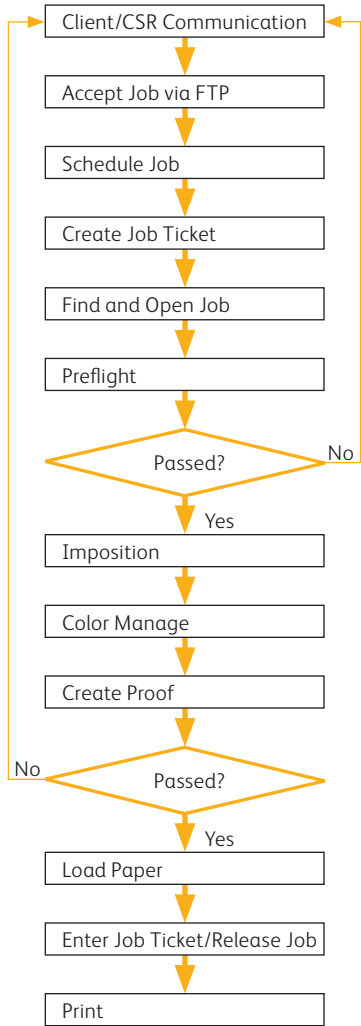 Client/CSR Communication
Accept Job via FTP
Schedule Job
Create Job Ticket
Find and Open Job
Preflight
Passed?
No
Yes
Imposition
Color Manage
Create Proof
No
Passed?
Yes
Load Paper
Enter Job Ticket/Release Job
Print